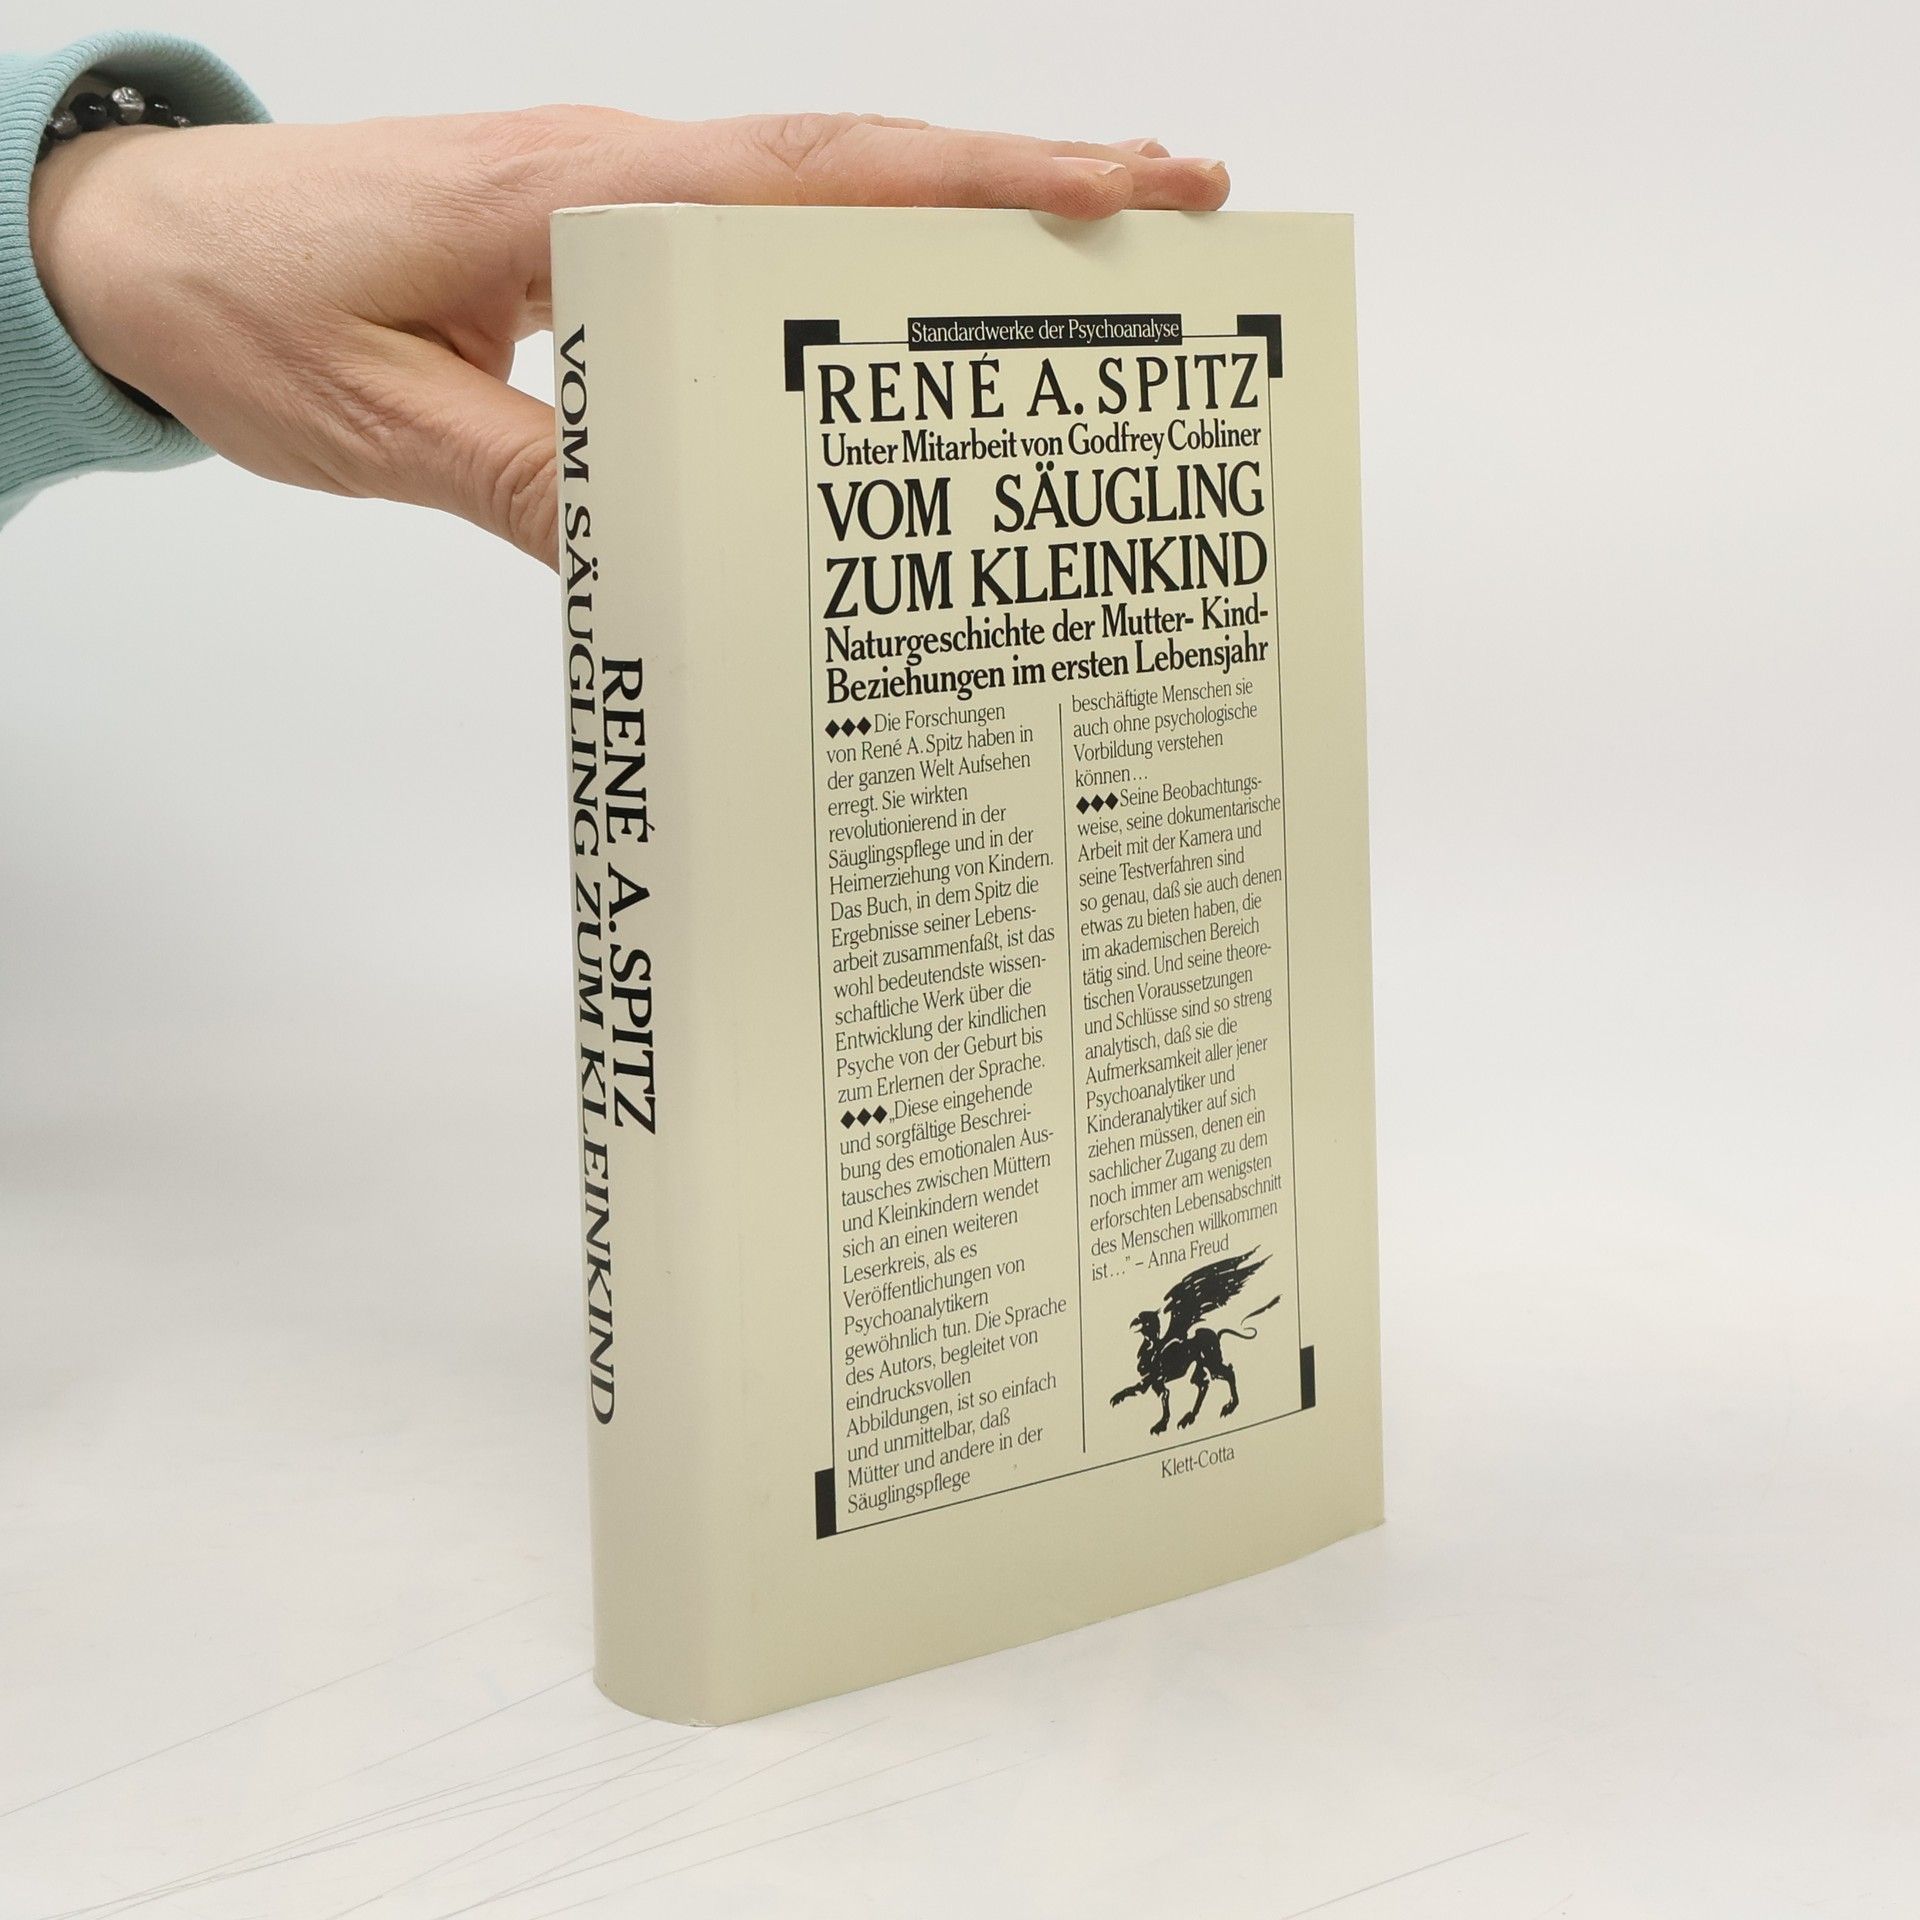 VOM SÄUGLING ZUM KLEINKIND
RENÉ A. SPITZ
Standardwerke der Psychoanalyse
RENÉ A. SPITZ
Unter Mitarbeit von Godfrey Cobliner
VOM SÄUGLING
ZUM KLEINKIND
Naturgeschichte der Mutter- Kind-
Beziehungen im ersten Lebensjahr
◆◆◆Die Forschungen
von René A. Spitz haben in
der ganzen Welt Aufsehen
erregt. Sie wirkten
revolutionierend in der
Säuglingspflege und in der
Heimerziehung von Kindern.
Das Buch, in dem Spitz die
Ergebnisse seiner Lebens-
arbeit zusammenfaßt, ist das
wohl bedeutendste wissen-
schaftliche Werk über die
Entwicklung der kindlichen
Psyche von der Geburt bis
zum Erlernen der Sprache.
◆◆◆„Diese eingehende
und sorgfältige Beschrei-
bung des emotionalen Aus-
tausches zwischen Müttern
und Kleinkindern wendet
sich an einen weiteren
Leserkreis, als es
Veröffentlichungen von
Psychoanalytikern
gewöhnlich tun. Die Sprache
des Autors, begleitet von
eindrucksvollen
Abbildungen, ist so einfach
und unmittelbar, daß
Mütter und andere in der
Säuglingspflege
beschäftigte Menschen sie
auch ohne psychologische
Vorbildung verstehen
können...
◆◆◆Seine Beobachtungs-
weise, seine dokumentarische
Arbeit mit der Kamera und
seine Testverfahren sind
so genau, daß sie auch denen
etwas zu bieten haben, die
im akademischen Bereich
tätig sind. Und seine theore-
tischen Voraussetzungen
und Schlüsse sind so streng
analytisch, daß sie die
Aufmerksamkeit aller jener
Psychoanalytiker und
Kinderanalytiker auf sich
ziehen müssen, denen ein
sachlicher Zugang zu dem
noch immer am wenigsten
erforschten Lebensabschnitt
des Menschen willkommen
ist...” – Anna Freud
Klett-Cotta